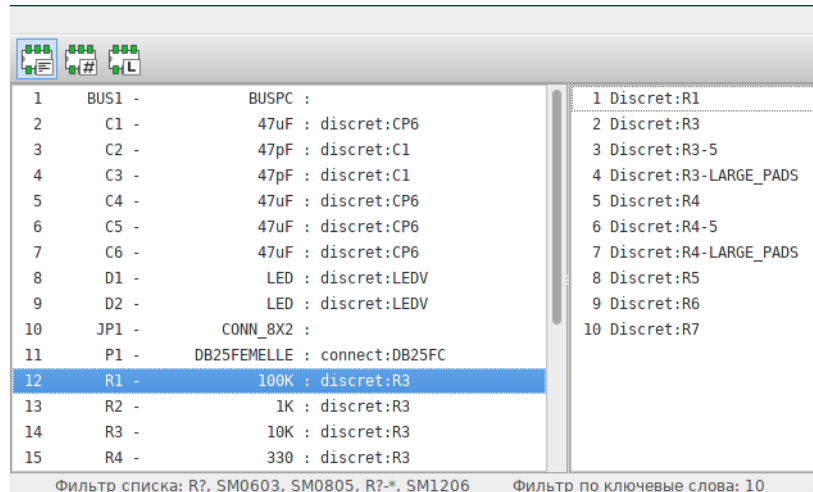 # L
1 BUS1 - BUSPC :
2 C1 - 47uF : discret:CP6
3 C2 - 47pF : discret:C1
4 C3 - 47pF : discret:C1
5 C4 - 47uF : discret:CP6
6 C5 - 47uF : discret:CP6
7 C6 - 47uF : discret:CP6
8 D1 - LED : discret:LEDV
9 D2 - LED : discret:LEDV
10 JP1 - CONN_8X2 :
11 P1 - DB25FEMELLE : connect:DB25FC
12 R1 - 100K : discret:R3
13 R2 - 1K : discret:R3
14 R3 - 10K : discret:R3
15 R4 - 330 : discret:R3
1 Discret:R1
2 Discret:R3
3 Discret:R3-5
4 Discret:R3-LARGE_PADS
5 Discret:R4
6 Discret:R4-5
7 Discret:R4-LARGE_PADS
8 Discret:R5
9 Discret:R6
10 Discret:R7
Фильтр списка: R?, SM0603, SM0805, R?-*, SM1206 Фильтр по ключевые слова: 10